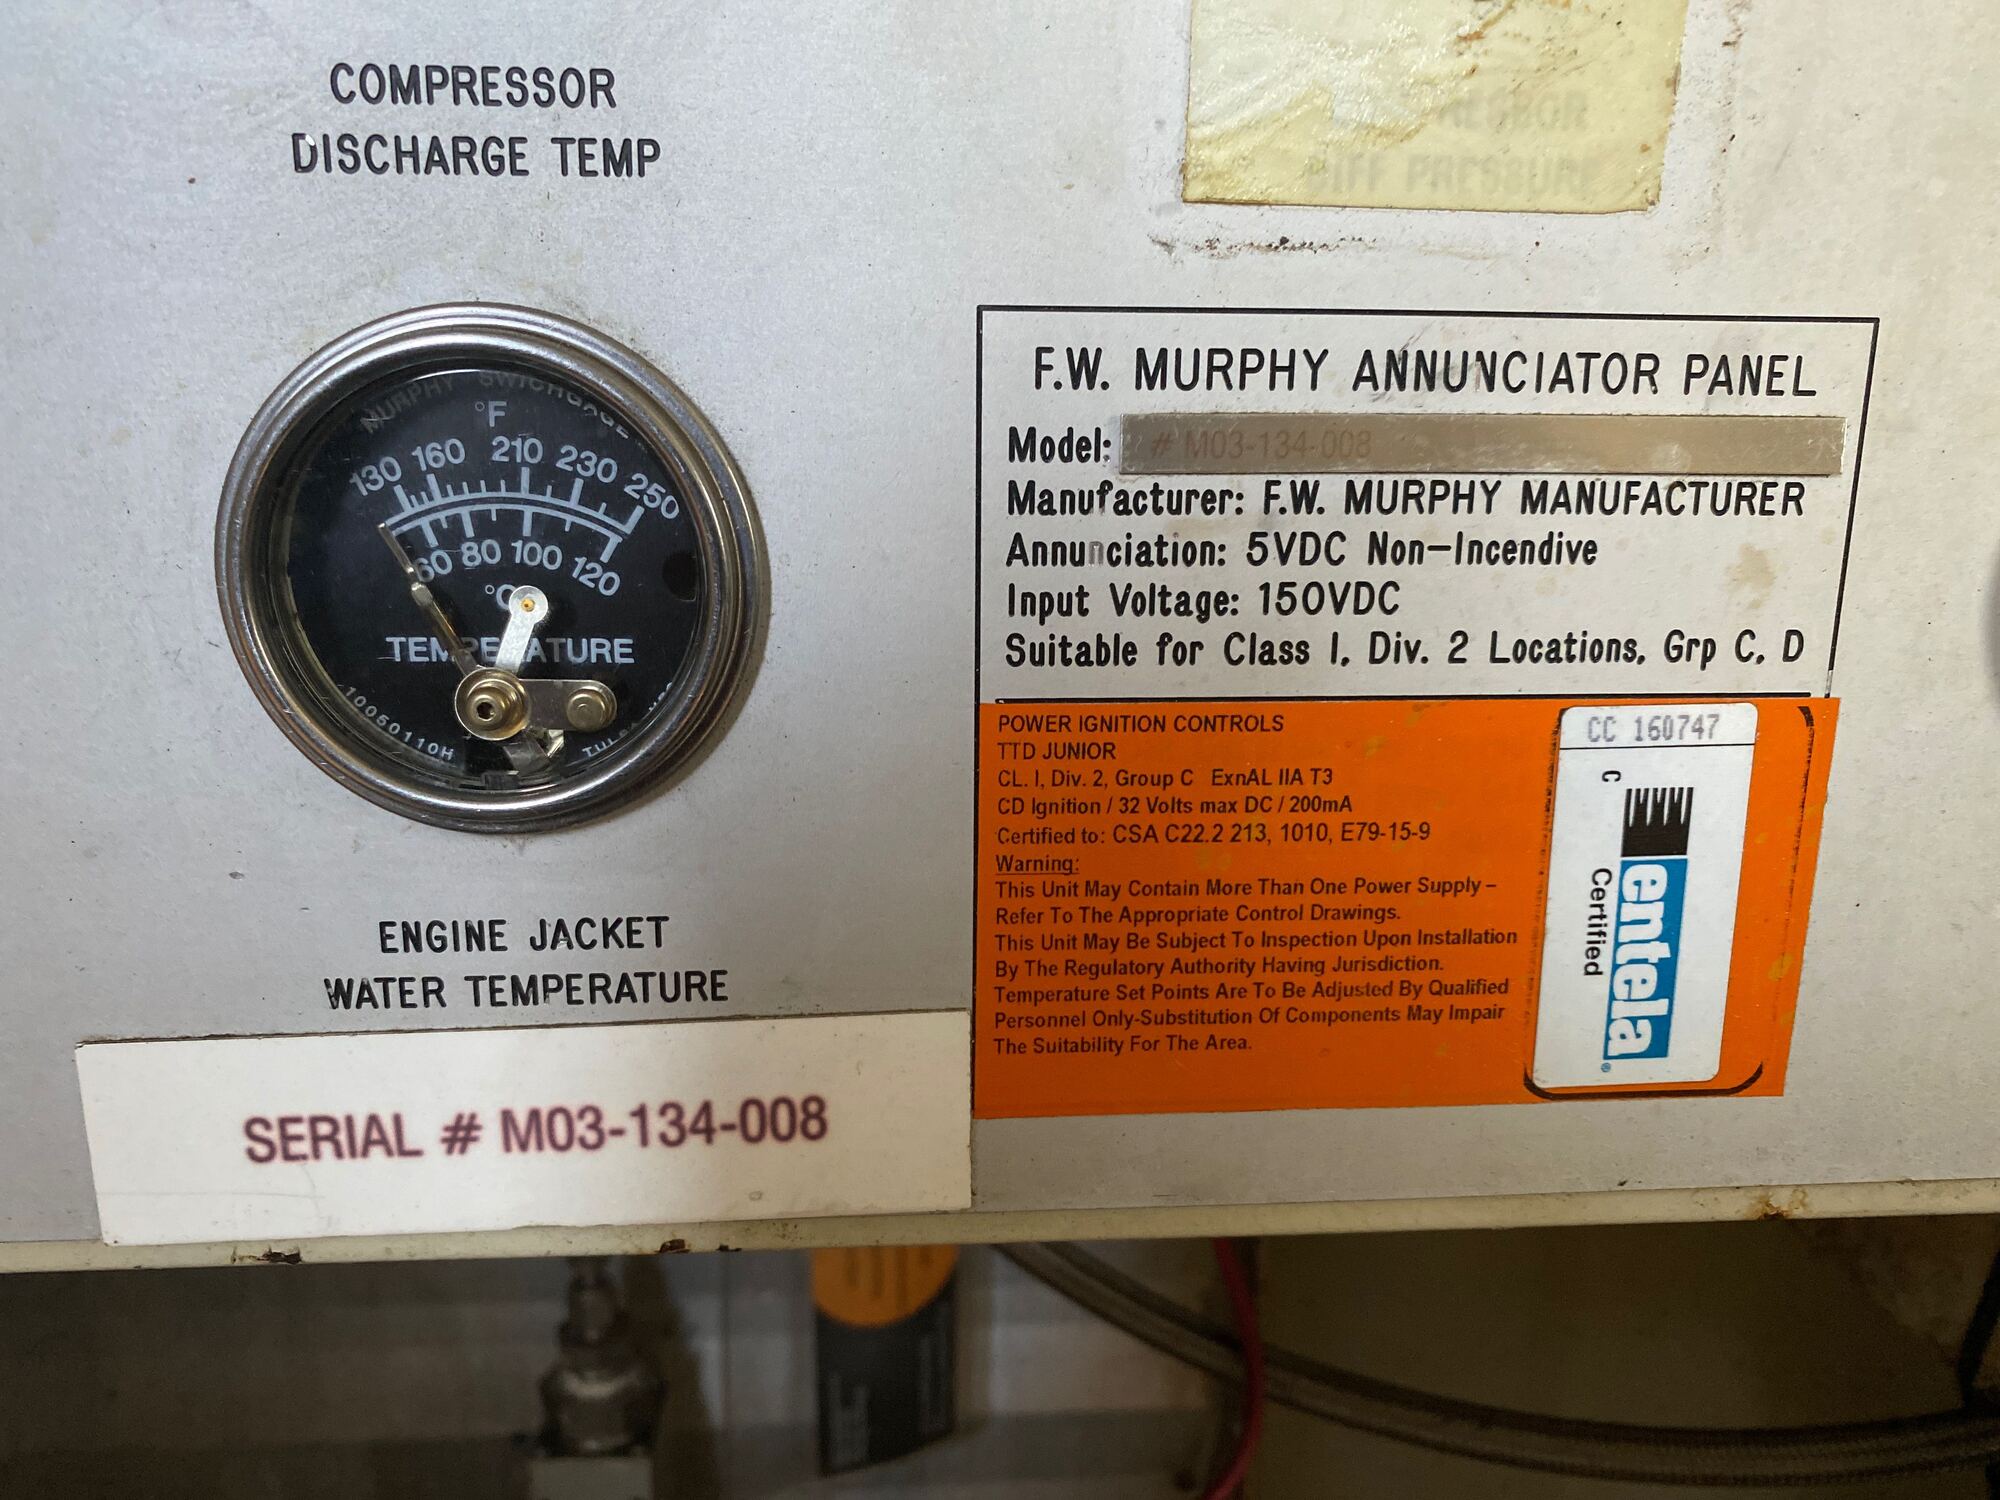 COMPRESSOR
DISCHARGE TEMP
DIFF PRESSURE
MURPHY SWICHGAGE
°F
130 160 210 230 250
60 80 100 120
°C
TEMPERATURE
10050110H
ENGINE JACKET
WATER TEMPERATURE
SERIAL # M03-134-008
F.W. MURPHY ANNUNCIATOR PANEL
Model: # M03-134-008
Manufacturer: F.W. MURPHY MANUFACTURER
Annunciation: 5VDC Non-Incendive
Input Voltage: 150VDC
Suitable for Class I, Div. 2 Locations, Grp C, D
POWER IGNITION CONTROLS
TTD JUNIOR
CL. I, Div. 2, Group C ExnAL IIA T3
CD Ignition / 32 Volts max DC / 200mA
Certified to: CSA C22.2 213, 1010, E79-15-9
Warning:
This Unit May Contain More Than One Power Supply –
Refer To The Appropriate Control Drawings.
This Unit May Be Subject To Inspection Upon Installation
By The Regulatory Authority Having Jurisdiction.
Temperature Set Points Are To Be Adjusted By Qualified
Personnel Only-Substitution Of Components May Impair
The Suitability For The Area.
CC 160747
C
entela®
Certified